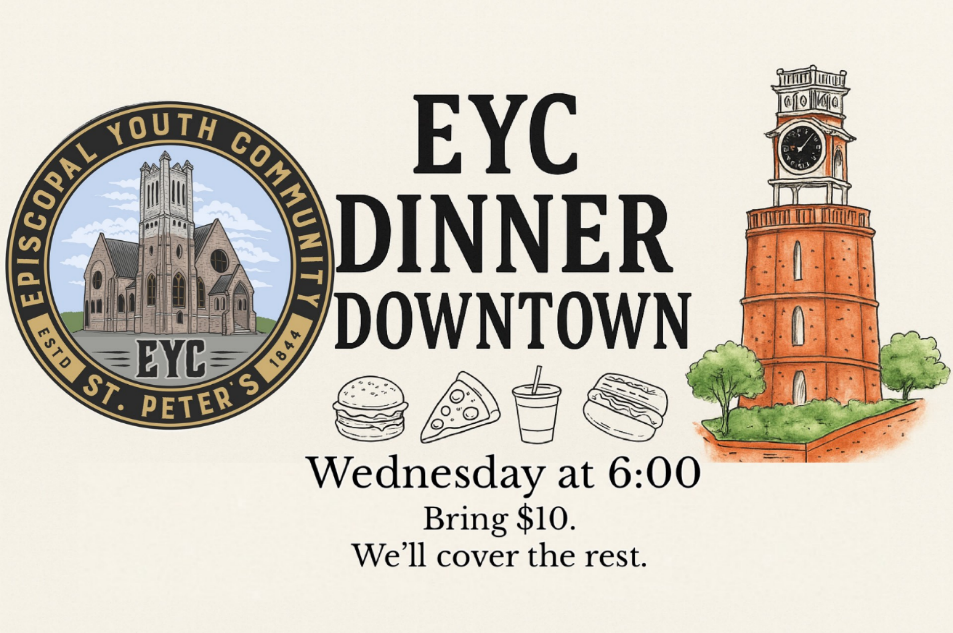 EPISCOPAL YOUTH COMMUNITY
ESTD 1844
EYC
ST. PETER'S
EYC
DINNER
DOWNTOWN
Wednesday at 6:00
Bring $10.
We'll cover the rest.